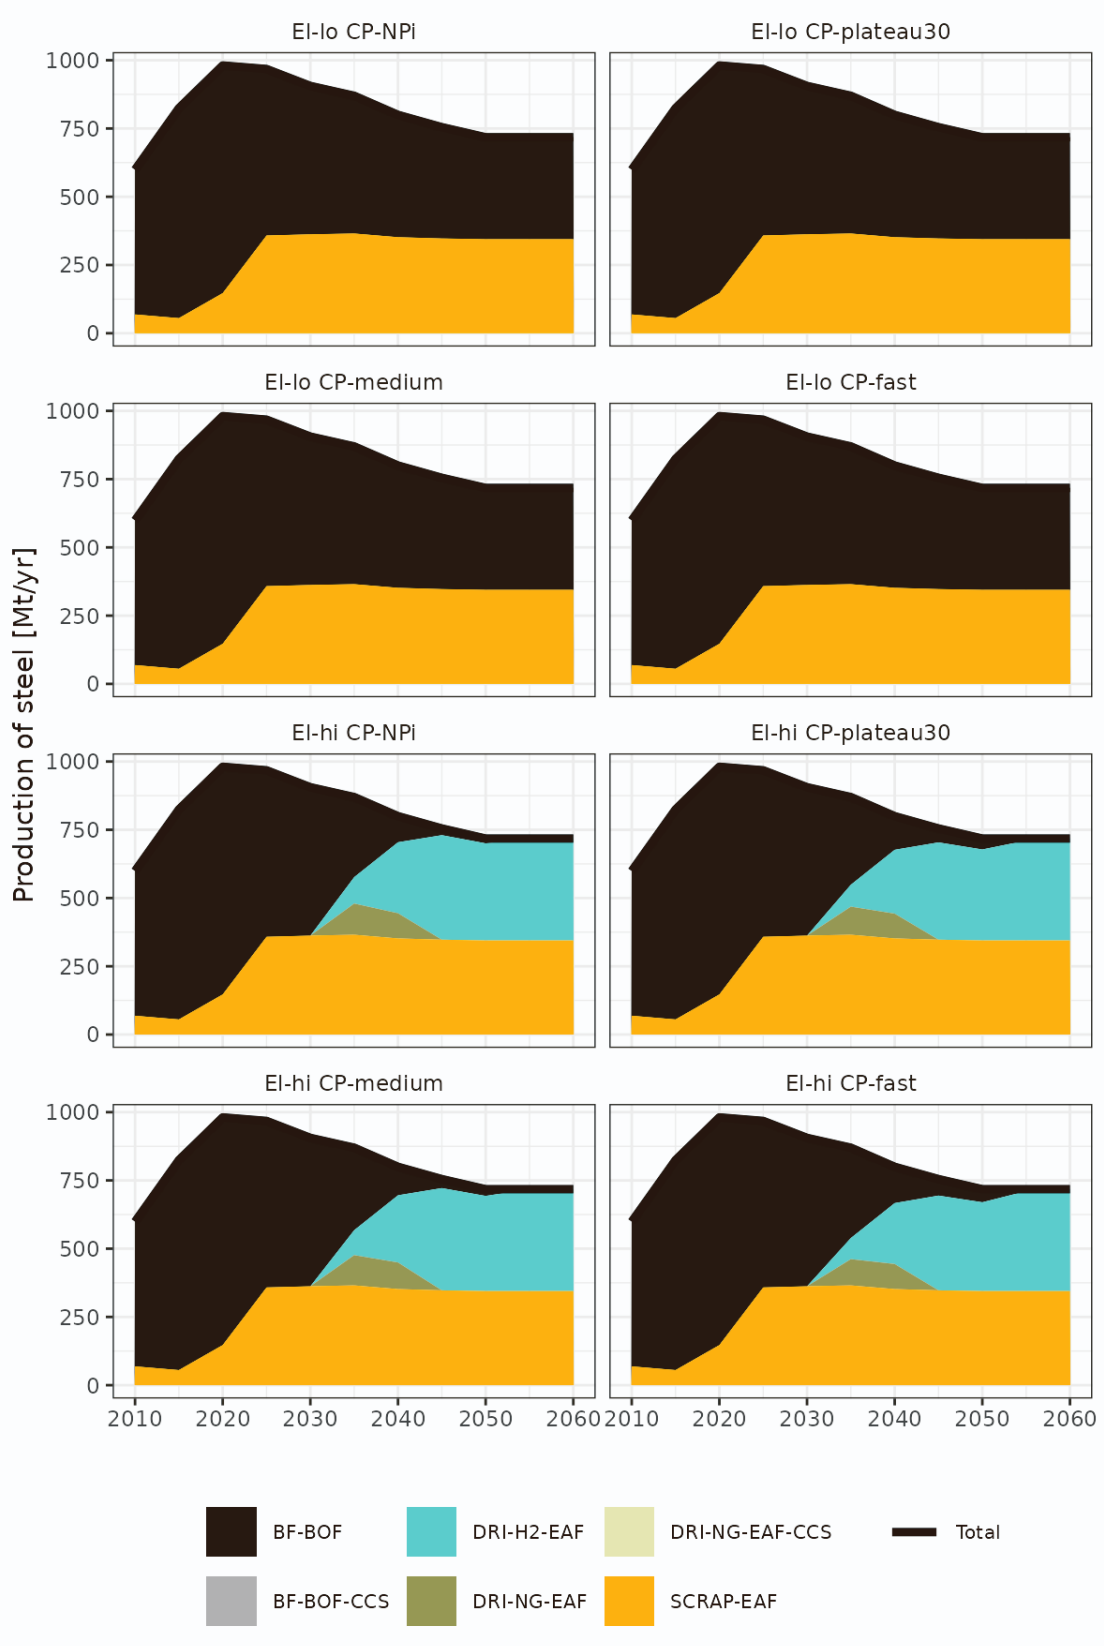 El-lo CP-NPi
El-lo CP-plateau30
1000
750
500
250
0
El-lo CP-medium
El-lo CP-fast
1000
750
500
250
0
Production of steel [Mt/yr]
El-hi CP-NPi
El-hi CP-plateau30
1000
750
500
250
0
El-hi CP-medium
El-hi CP-fast
1000
750
500
250
0
2010 2020 2030 2040 2050 2060 2010 2020 2030 2040 2050 2060
BF-BOF DRI-H2-EAF DRI-NG-EAF-CCS Total
BF-BOF-CCS DRI-NG-EAF SCRAP-EAF